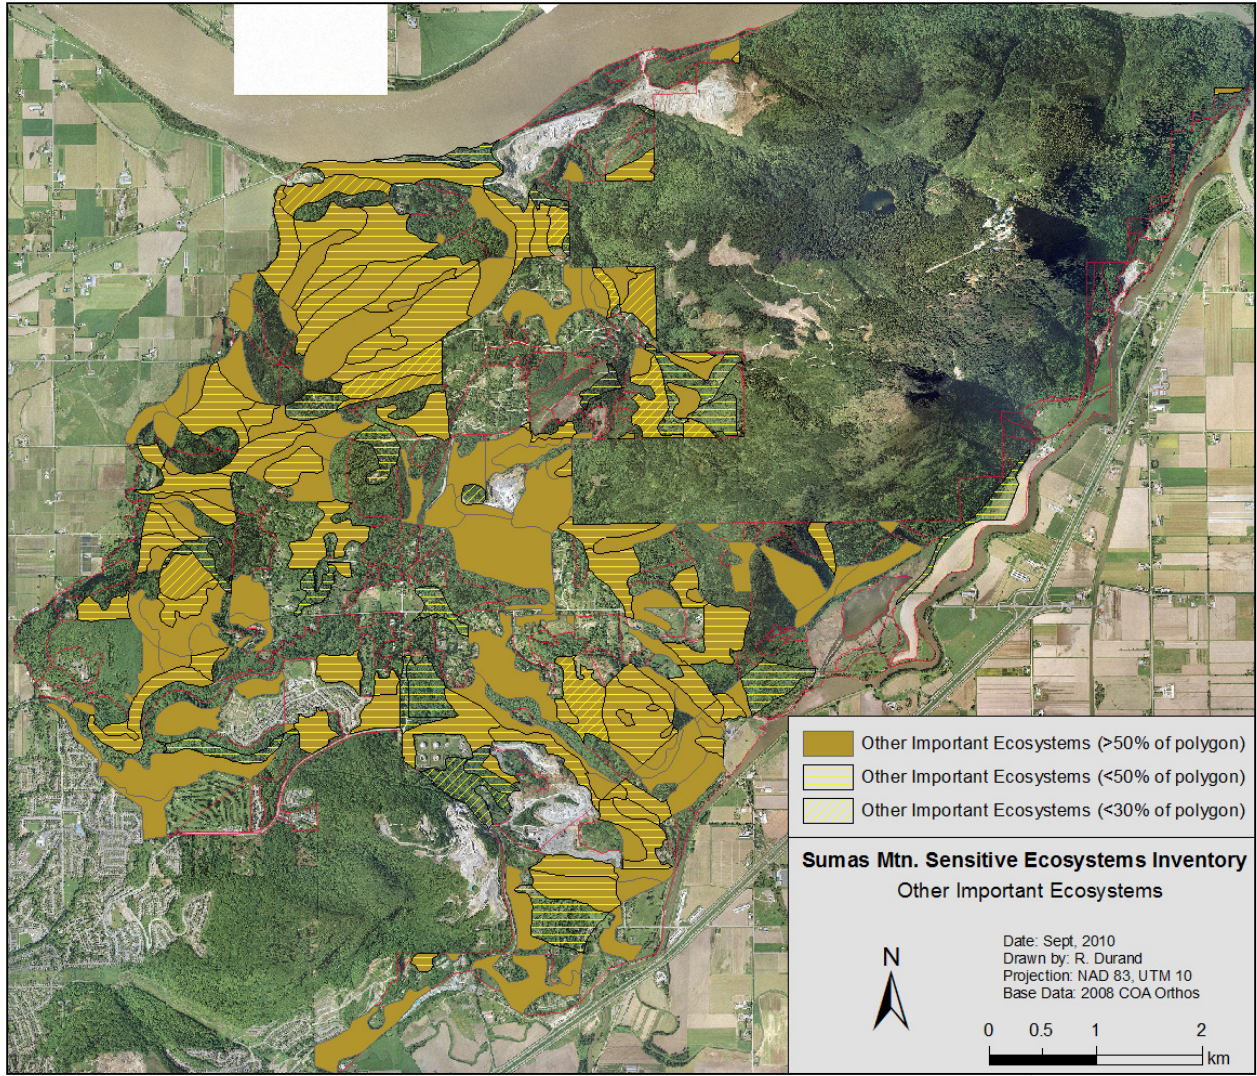 Other Important Ecosystems (>50% of polygon)
Other Important Ecosystems (<50% of polygon)
Other Important Ecosystems (<30% of polygon)
Sumas Mtn. Sensitive Ecosystems Inventory
Other Important Ecosystems
N
Date: Sept, 2010
Drawn by: R. Durand
Projection: NAD 83, UTM 10
Base Data: 2008 COA Orthos
0 0.5 1 2
km